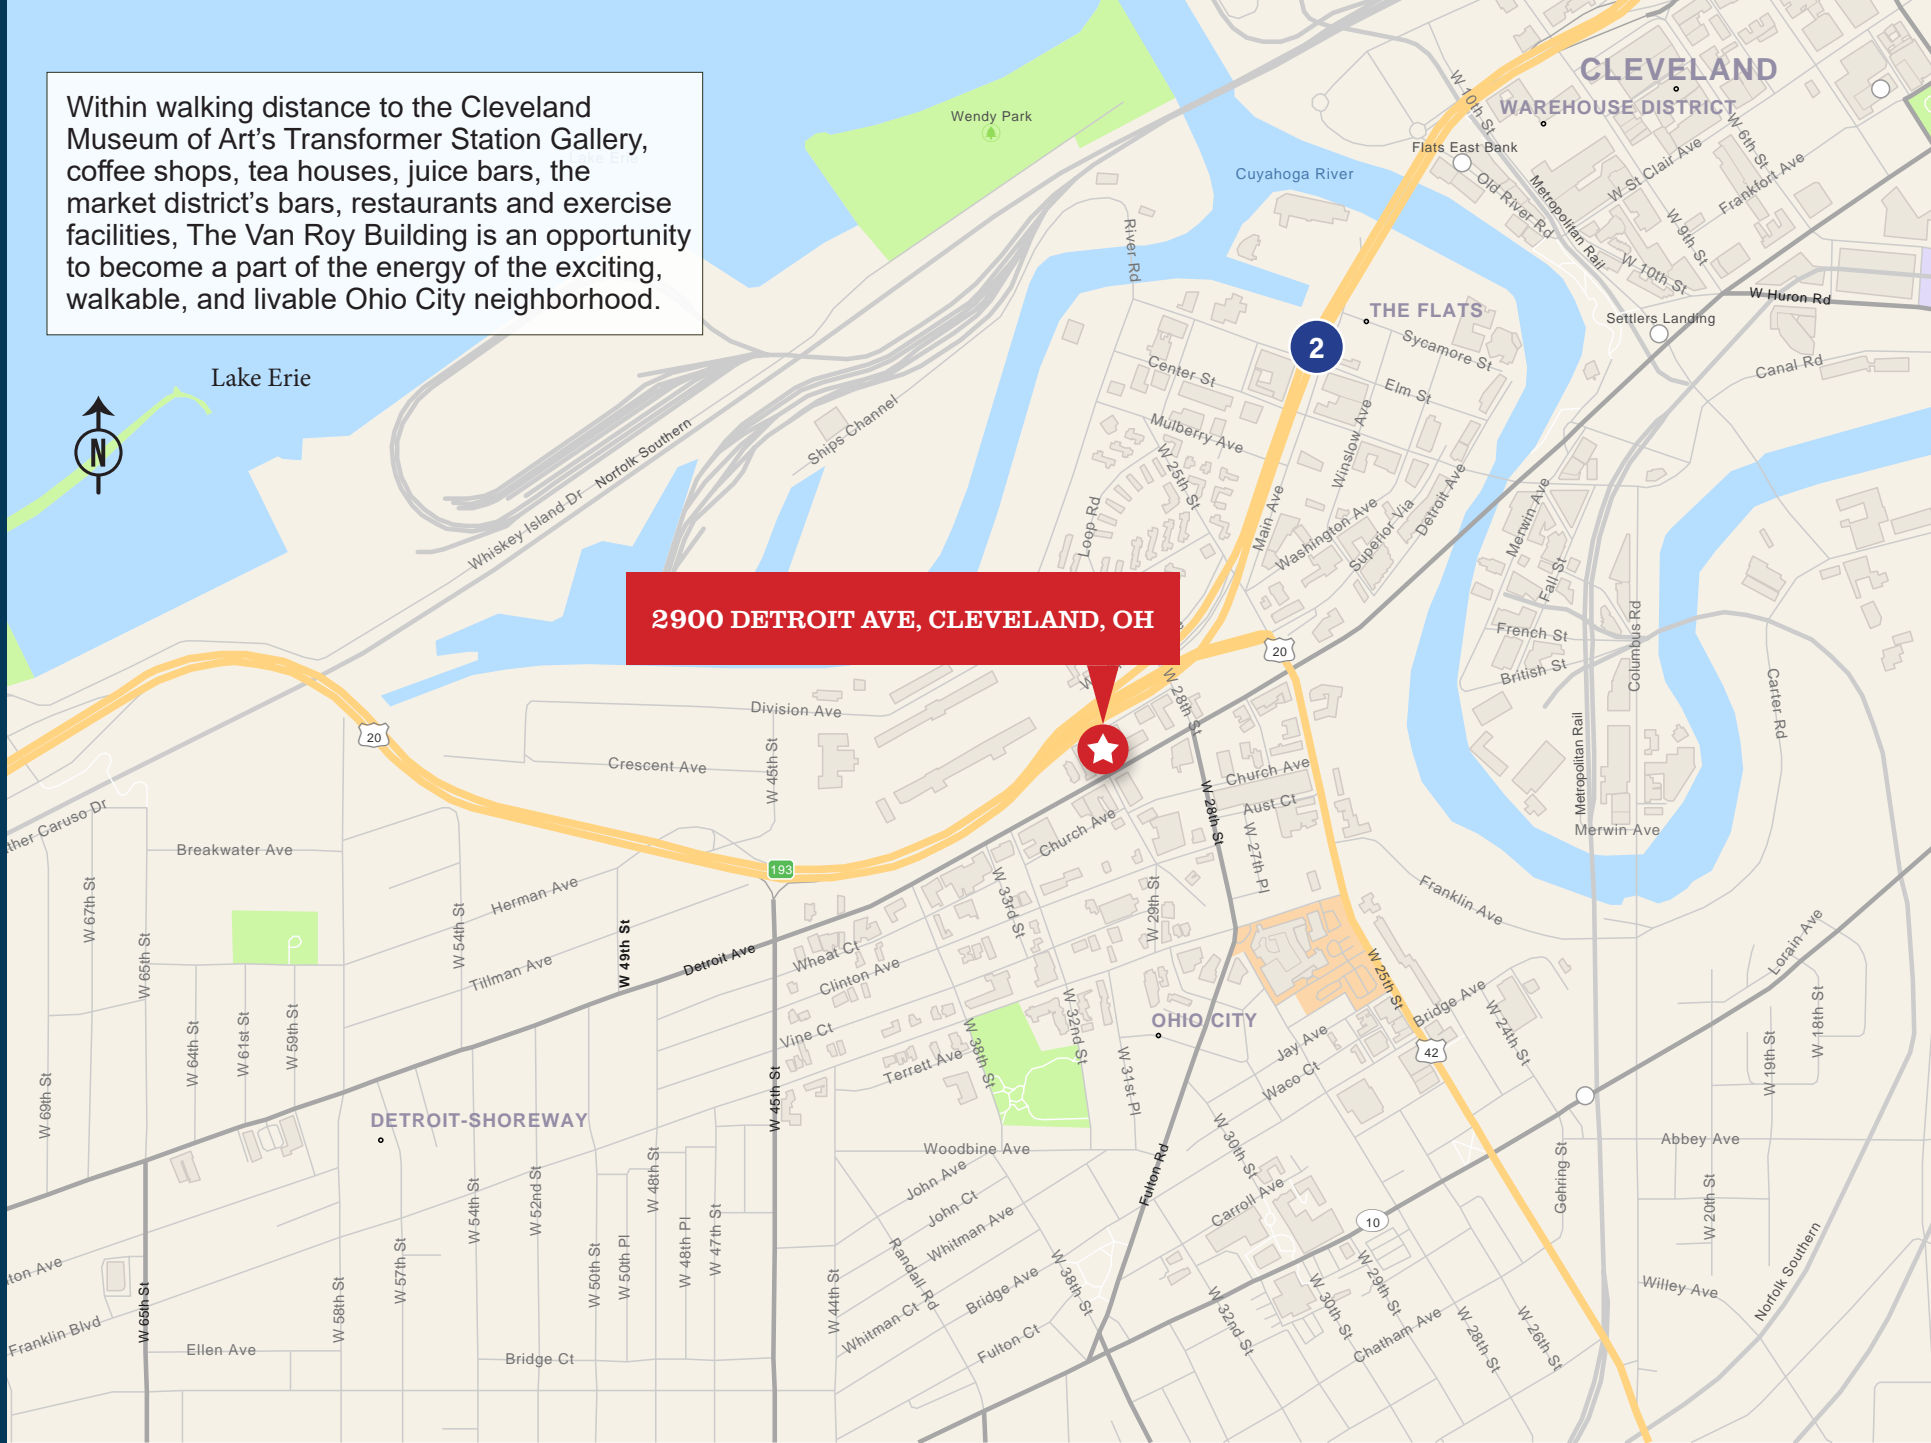 Within walking distance to the Cleveland
Museum of Art's Transformer Station Gallery,
coffee shops, tea houses, juice bars, the
market district's bars, restaurants and exercise
facilities, The Van Roy Building is an opportunity
to become a part of the energy of the exciting,
walkable, and livable Ohio City neighborhood.
Lake Erie
N
Wendy Park
CLEVELAND
WAREHOUSE DISTRICT
W 10th St
W 6th St
Flats East Bank
W St Clair Ave
Frankfort Ave
Cuyahoga River
Old River Rd
Metropolitan Rail
W 9th St
W 10th St
River Rd
W Huron Rd
THE FLATS
Settlers Landing
2
Sycamore St
Canal Rd
Center St
Elm St
Mulberry Ave
Winslow Ave
Ships Channel
Norfolk Southern
W 25th St
Whiskey Island Dr
Loop Rd
Main Ave
Washington Ave
Superior Via
Detroit Ave
Merwin Ave
Fall St
2900 DETROIT AVE, CLEVELAND, OH
French St
Columbus Rd
20
British St
W 28th St
Carter Rd
Division Ave
20
Metropolitan Rail
Crescent Ave
W 45th St
Church Ave
Aust Ct
W 28th St
Church Ave
ther Caruso Dr
Merwin Ave
Breakwater Ave
193
W 27th Pl
Herman Ave
W 33rd St
W 29th St
Franklin Ave
W 67th St
W 65th St
W 54th St
W 49th St
Detroit Ave
Wheat Ct
Clinton Ave
Tillman Ave
W 25th St
Lorain Ave
Bridge Ave
W 24th St
W 18th St
W 64th St
W 61st St
W 59th St
Vine Ct
W 38th St
W 32nd St
OHIO CITY
Jay Ave
Waco Ct
42
W 19th St
W 69th St
Terrett Ave
W 31st Pl
W 45th St
DETROIT-SHOREWAY
W 30th St
Woodbine Ave
Abbey Ave
John Ave
John Ct
Fulton Rd
Carroll Ave
Gehring St
W 20th St
W 54th St
W 52nd St
W 48th St
Whitman Ave
10
W 48th Pl
W 47th St
Randall Rd
Bridge Ave
W 38th St
ton Ave
W 57th St
W 50th St
W 50th Pl
W 65th St
W 58th St
W 44th St
Whitman Ct
Fulton Ct
W 32nd St
W 30th St
W 29th St
Chatham Ave
W 28th St
W 26th St
Willey Ave
Norfolk Southern
Franklin Blvd
Ellen Ave
Bridge Ct